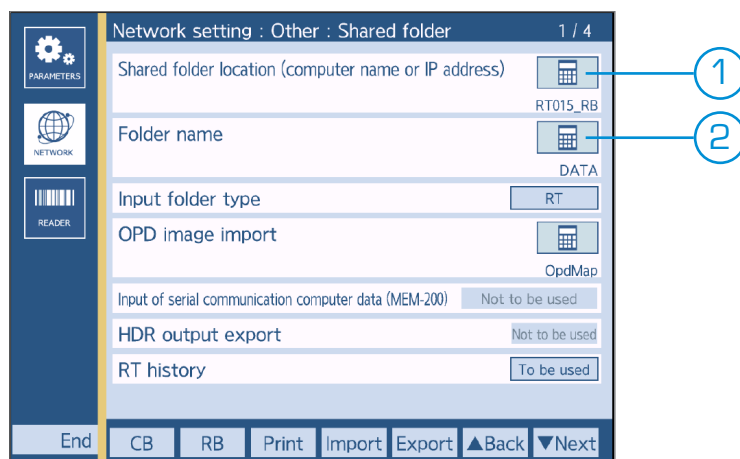 Network setting : Other : Shared folder 1 / 4
PARAMETERS
Shared folder location (computer name or IP address)
1
RT015_RB
Folder name
2
NETWORK
DATA
Input folder type RT
READER
OPD image import
OpdMap
Input of serial communication computer data (MEM-200) Not to be used
HDR output export Not to be used
RT history To be used
End CB RB Print Import Export ▲Back ▼Next